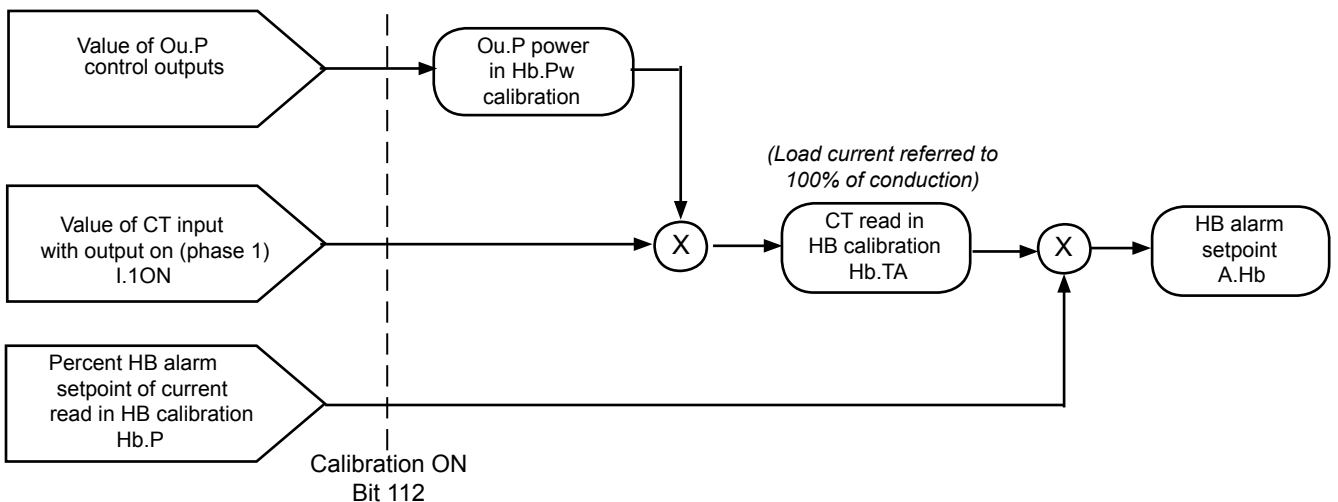 Value of Ou.P
control outputs
Ou.P power
in Hb.Pw
calibration
(Load current referred to
100% of conduction)
Value of CT input
with output on (phase 1)
I.1ON
X
CT read in
HB calibration
Hb.TA
X
HB alarm
setpoint
A.Hb
Percent HB alarm
setpoint of current
read in HB calibration
Hb.P
Calibration ON
Bit 112